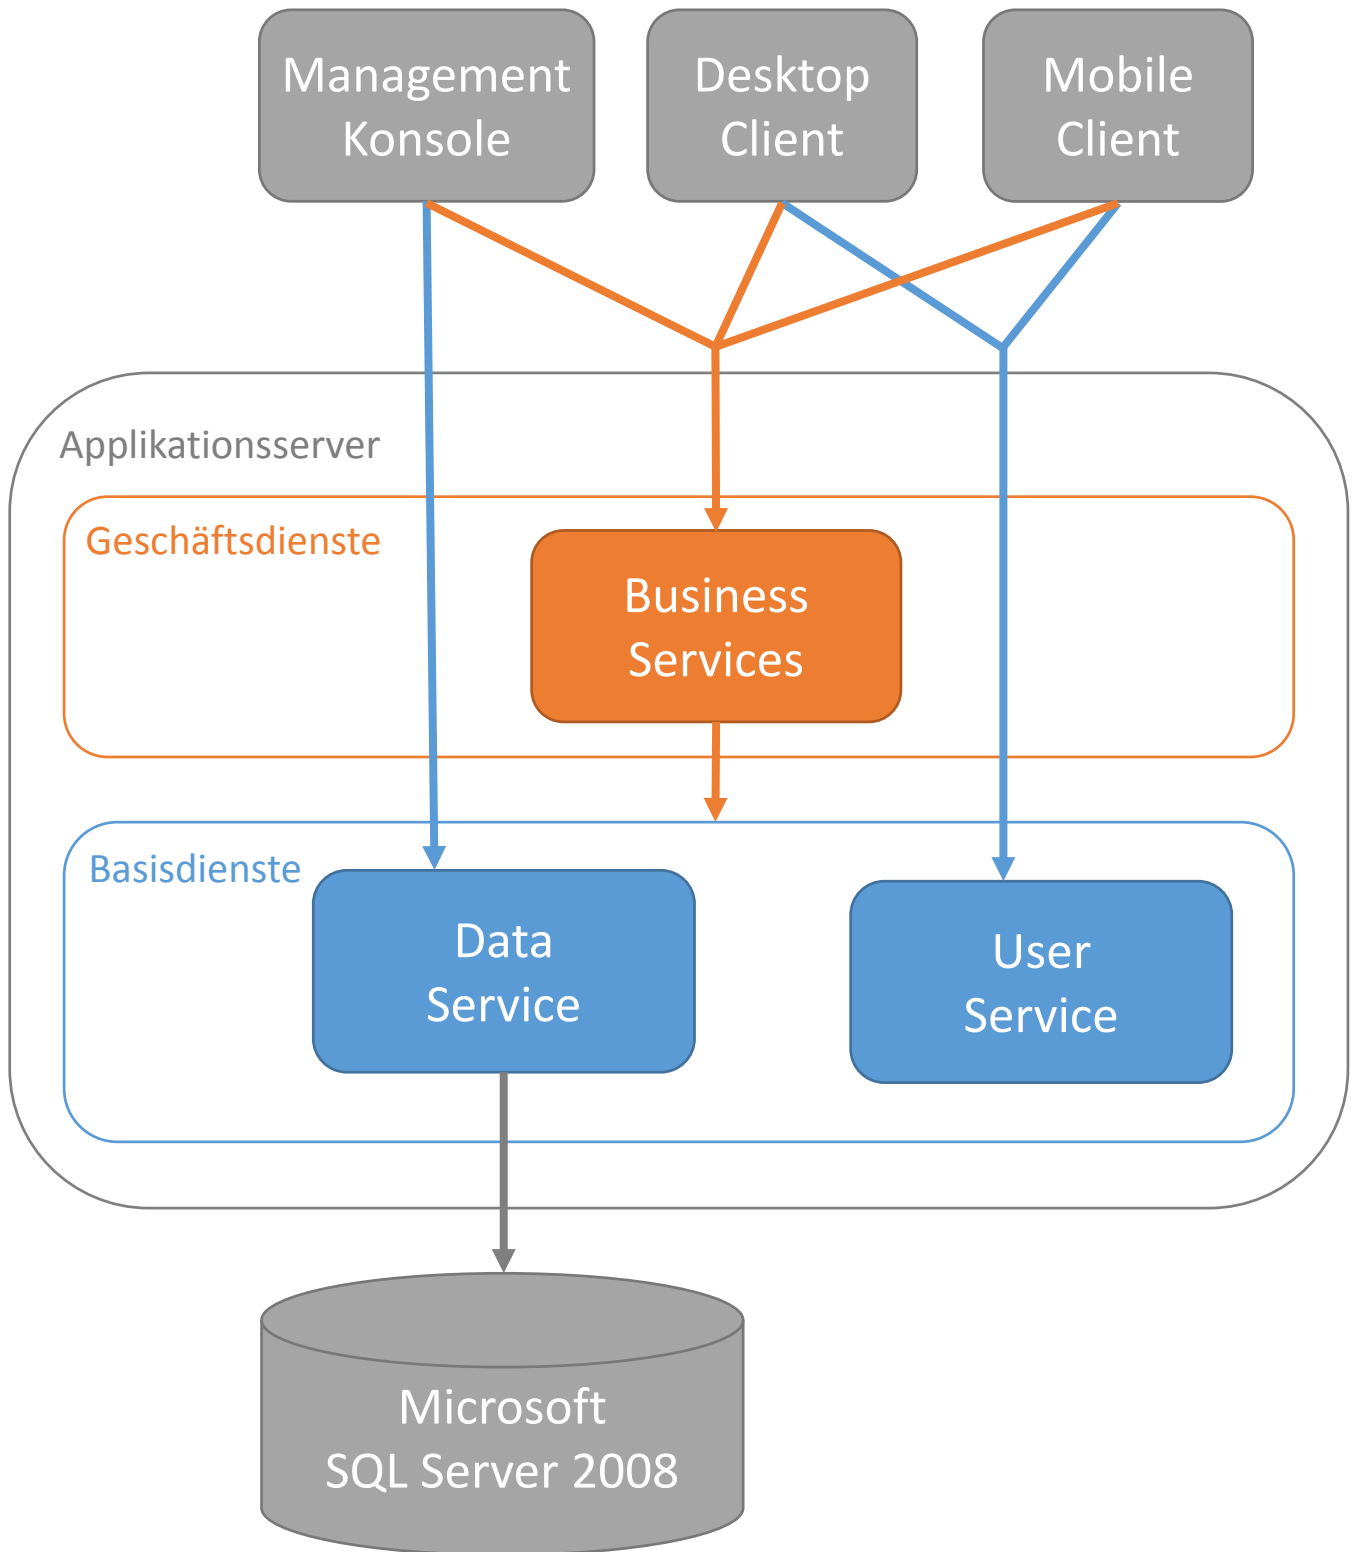 Management
Konsole
Desktop
Client
Mobile
Client
Applikationsserver
Geschäftsdienste
Business
Services
Basisdienste
Data
Service
User
Service
Microsoft
SQL Server 2008